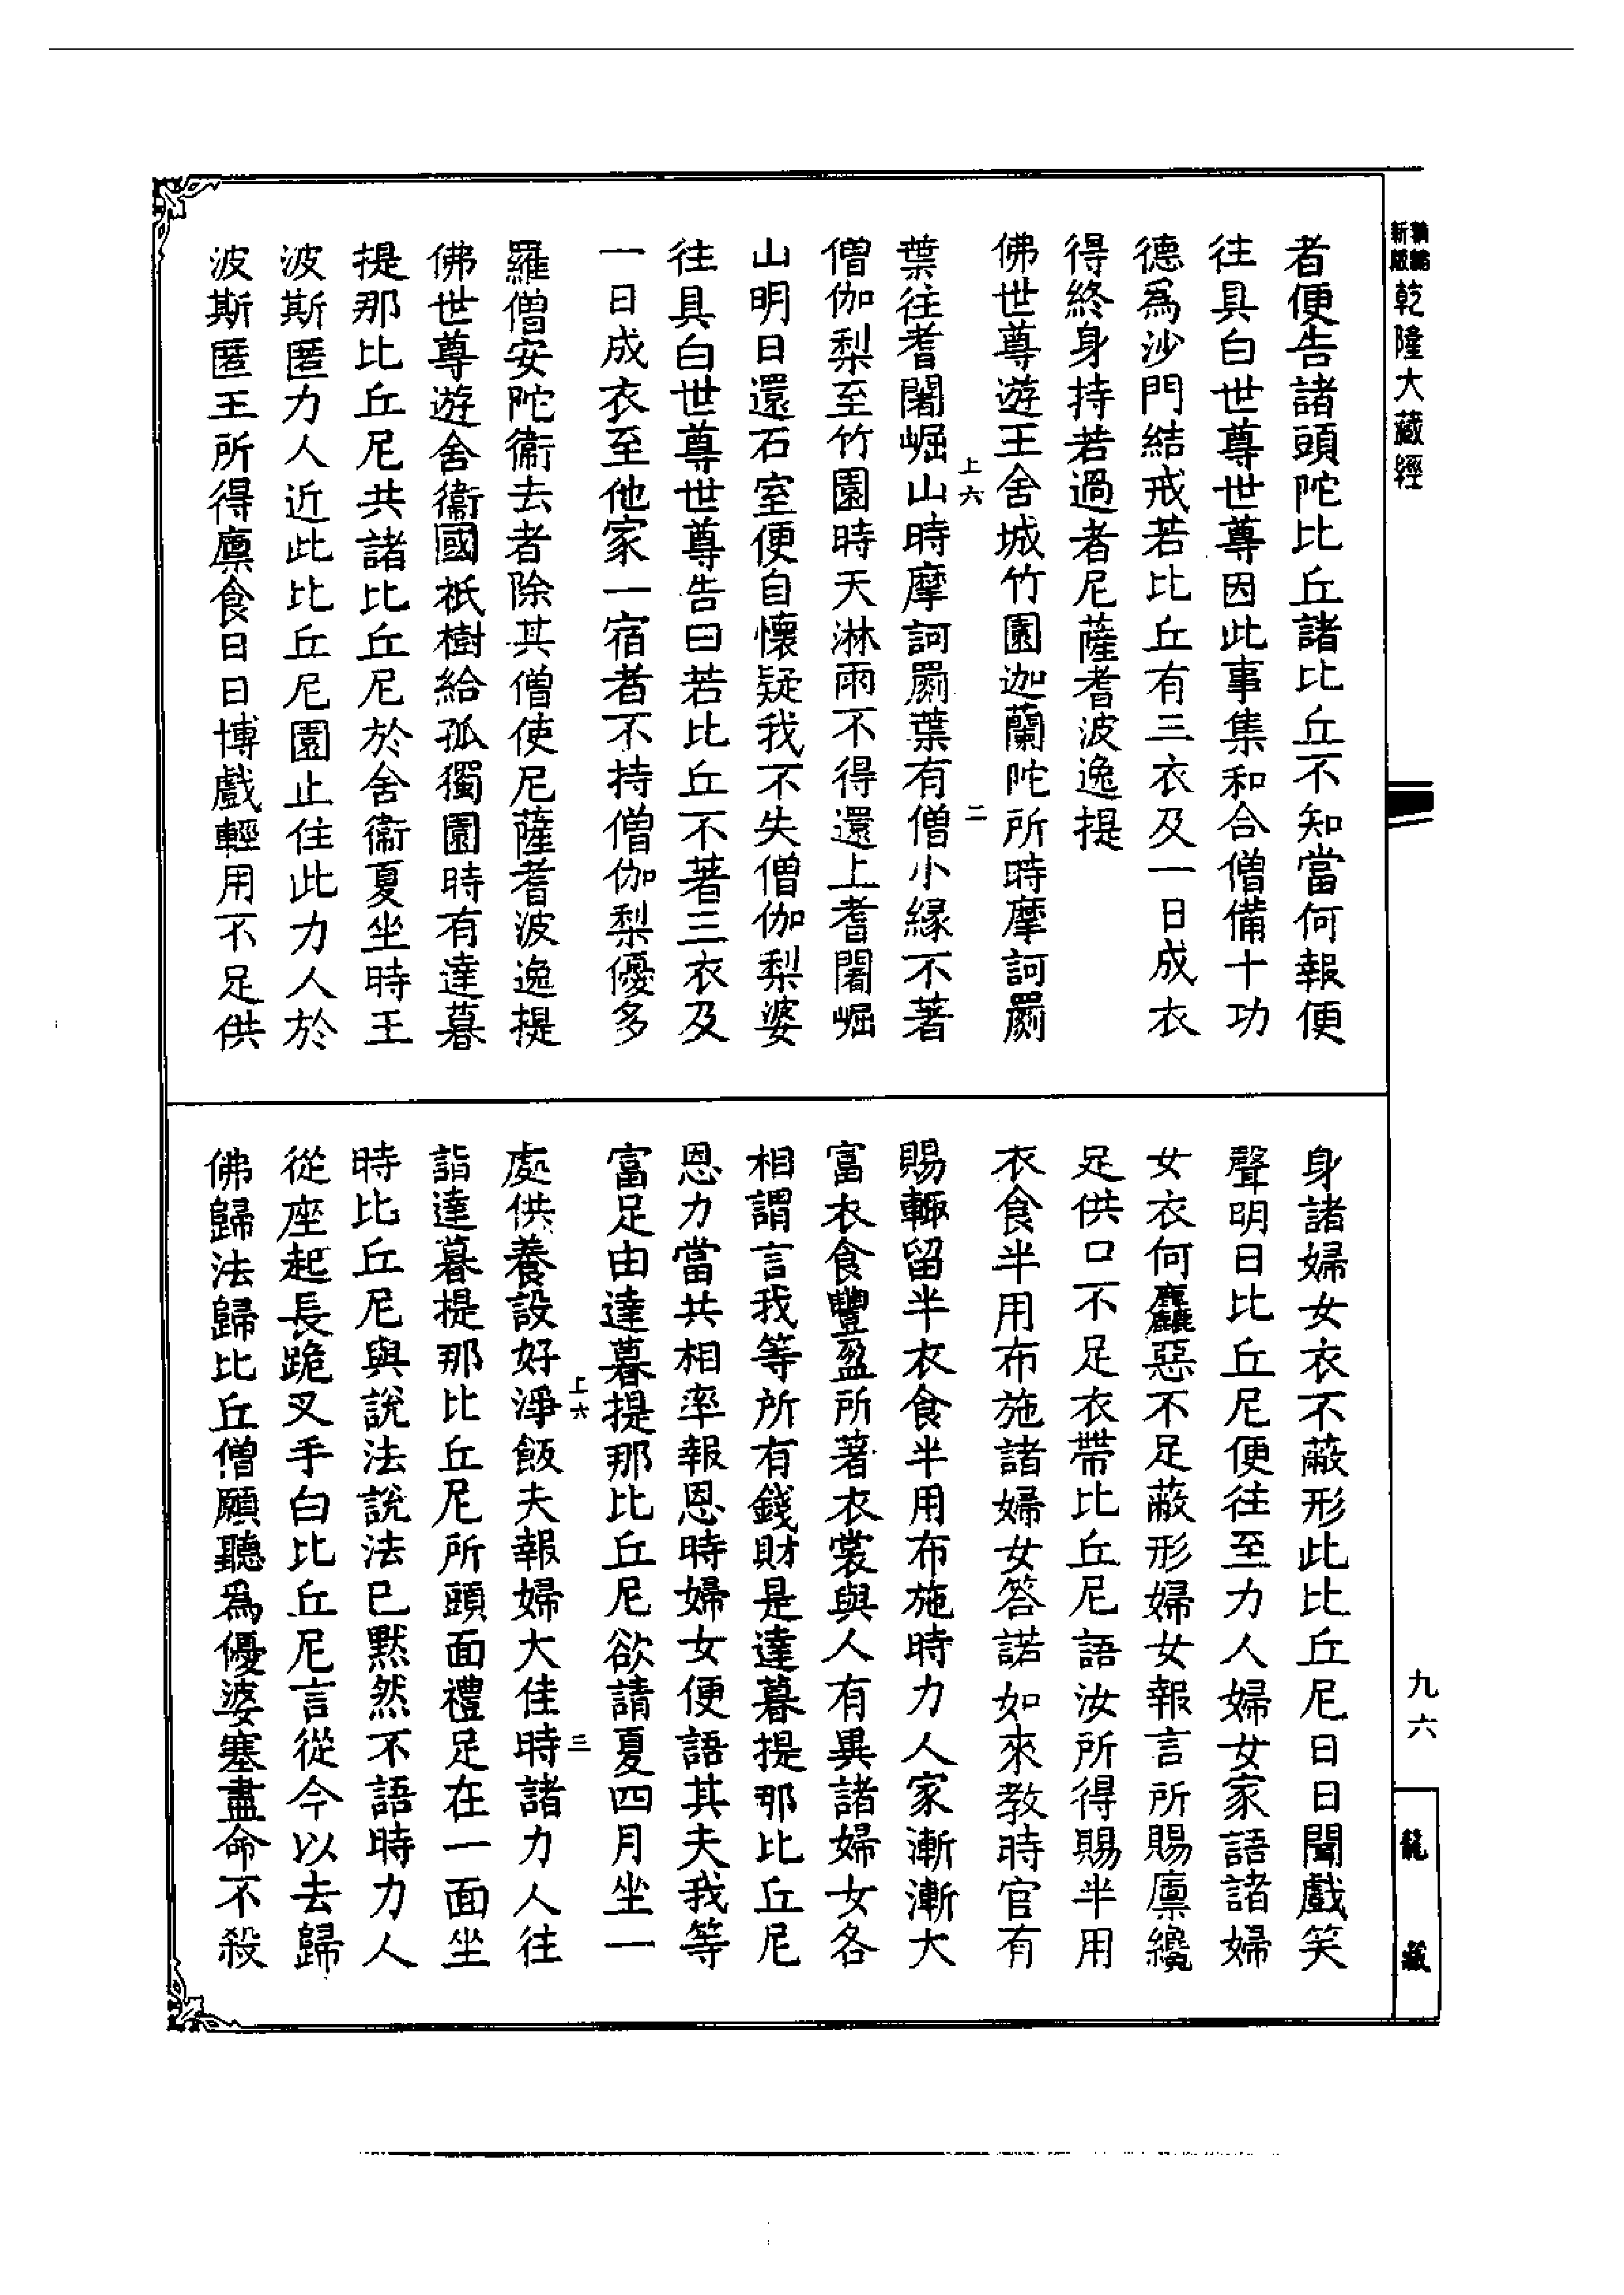 新版
精編
乾隆大藏經
者便告諸頭陀比丘諸比丘不知當何報便
往具白世尊世尊因此事集和合僧備十功
德爲沙門結戒若比丘有三衣及一日成衣
得終身持若過者尼薩耆波逸提
佛世尊遊王舍城竹園迦蘭陀所時摩訶罽
葉往耆闍崛山時摩訶罽葉有僧小緣不著
上六
二
僧伽梨至竹園時天淋雨不得還上耆闍崛
山明日還石室便自懷疑我不失僧伽梨婆
往具白世尊世尊告曰若比丘不著三衣及
一日成衣至他家一宿者不持僧伽梨優多
羅僧安陀衞去者除其僧使尼薩耆波逸提
佛世尊遊舍衞國祇樹給孤獨園時有達暮
提那比丘尼共諸比丘尼於舍衞夏坐時王
波斯匿力人近此比丘尼園止住此力人於
波斯匿王所得廩食日日博戲輕用不足供
身諸婦女衣不蔽形此比丘尼日日聞戲笑
聲明日比丘尼便往至力人婦女家語諸婦
女衣何麤惡不足蔽形婦女報言所賜廩纔
足供口不足衣帶比丘尼語汝所得賜半用
衣食半用布施諸婦女答諾如來教時官有
賜輒留半衣食半用布施時力人家漸漸大
富衣食豐盈所著衣裳與人有異諸婦女各
相謂言我等所有錢財是達暮提那比丘尼
恩力當共相率報恩時婦女便語其夫我等
富足由達暮提那比丘尼欲請夏四月坐一
處供養設好淨飯夫報婦大佳時諸力人往
上六
三
詣達暮提那比丘尼所頭面禮足在一面坐
時比丘尼與說法說法已默然不語時力人
從座起長跪叉手白比丘尼言從今以去歸
佛歸法歸比丘僧願聽爲優婆塞盡命不殺
九六
龍藏